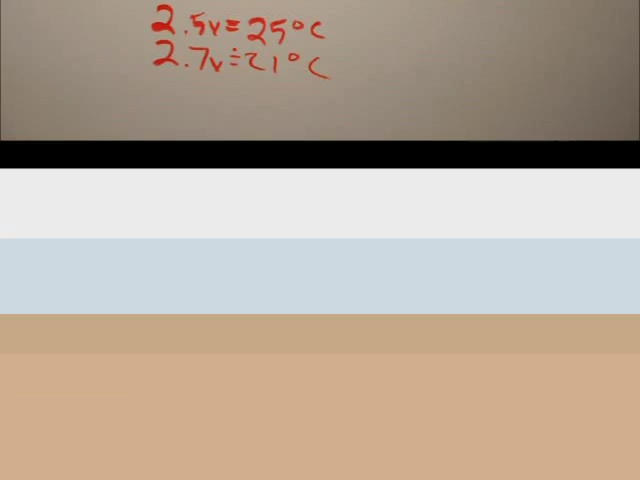 2.5v = 25°C
2.7v = 21°C